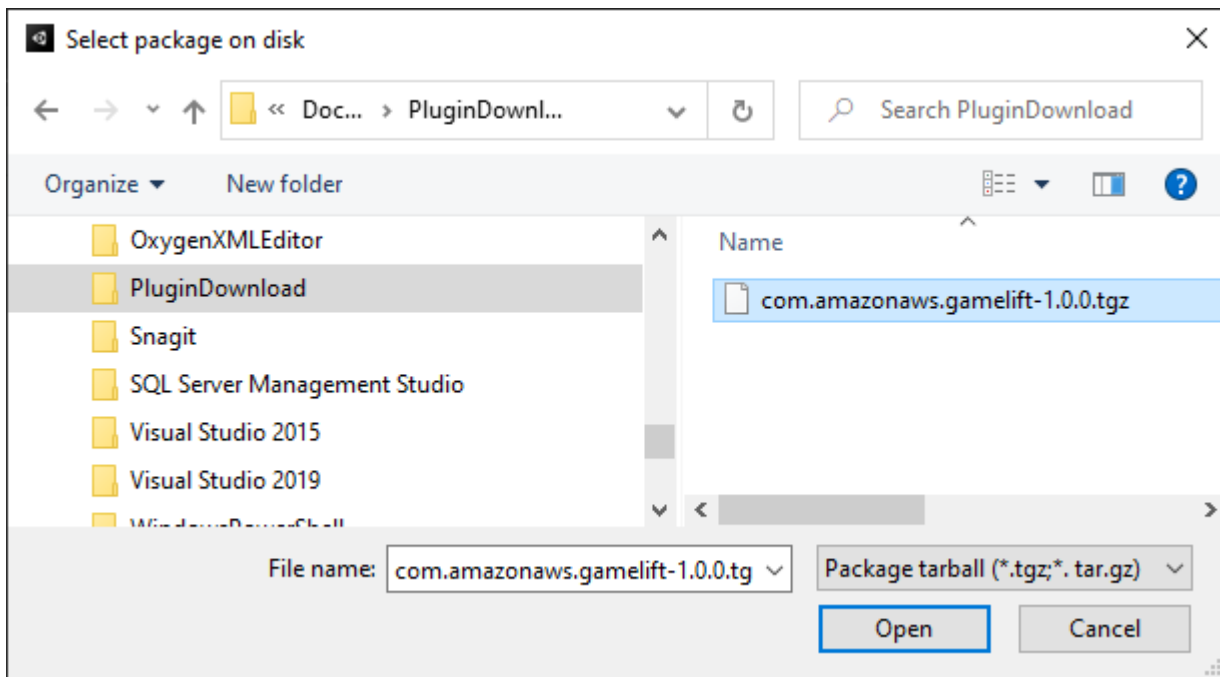 Select package on disk
« Doc... › PluginDownl... Search PluginDownload
Organize New folder ?
OxygenXMLEditor
PluginDownload
Snagit
SQL Server Management Studio
Visual Studio 2015
Visual Studio 2019
WindowsPowerShell
Name
com.amazonaws.gamelift-1.0.0.tgz
File name: com.amazonaws.gamelift-1.0.0.tg Package tarball (*.tgz;*. tar.gz)
Open Cancel